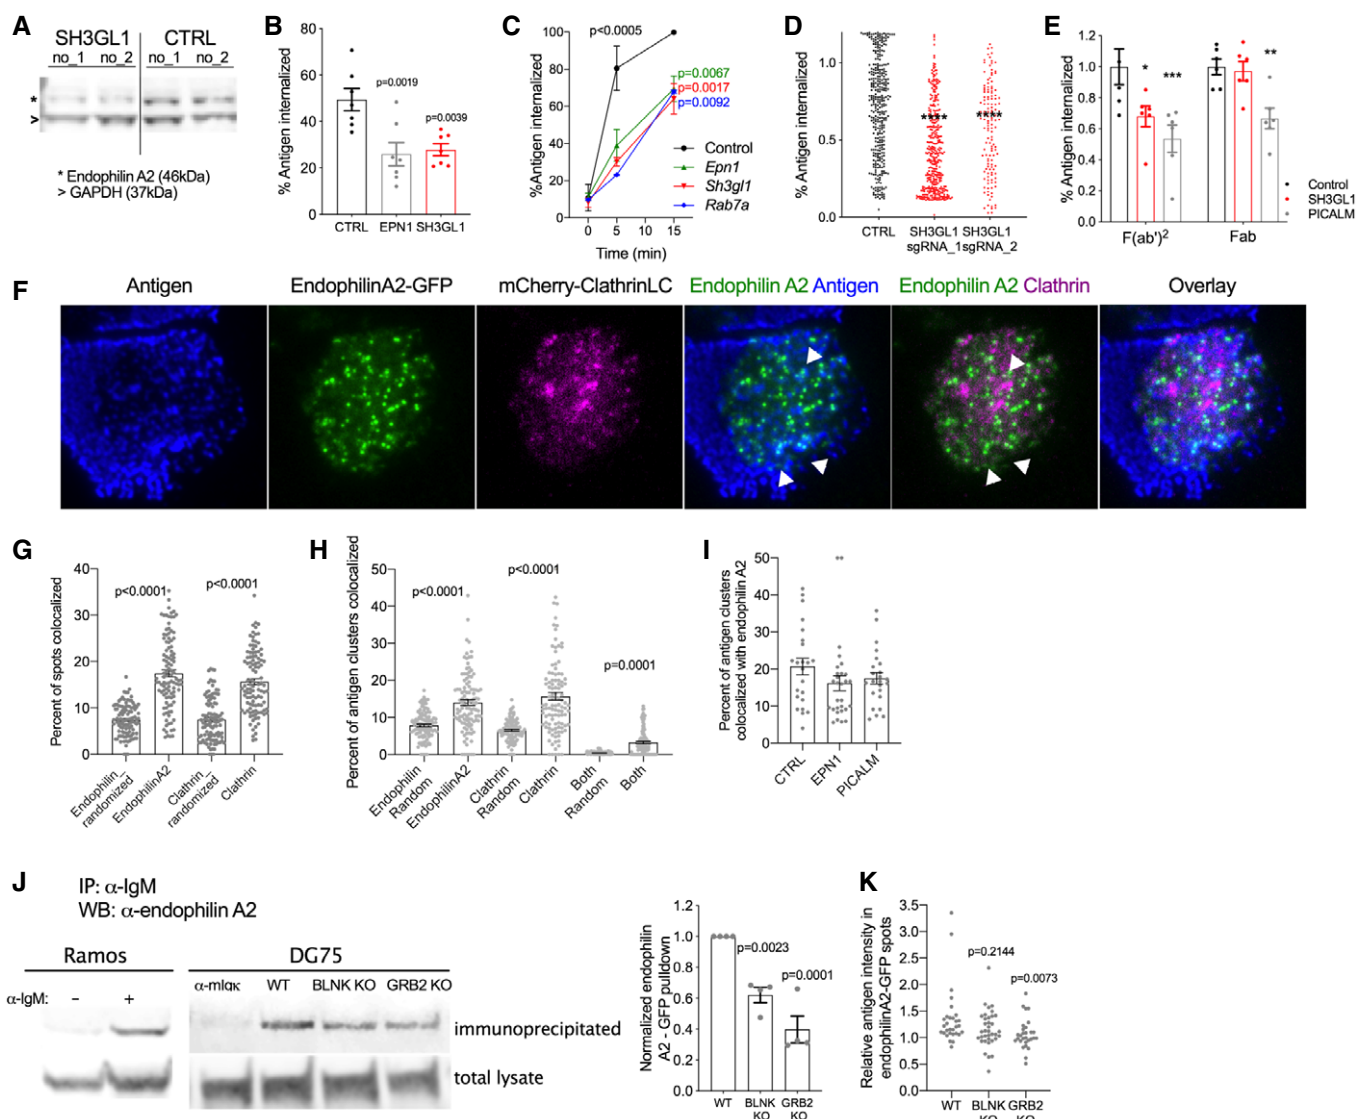 A
SH3GL1 CTRL
no_1 no_2 no_1 no_2
*
>
* Endophilin A2 (46kDa)
> GAPDH (37kDa)
B
% Antigen internalized
80
60
40
20
0
p=0.0019
p=0.0039
CTRL EPN1 SH3GL1
C
%Antigen internalized
100
80
60
40
20
0
p<0.0005
p=0.0067
p=0.0017
p=0.0092
Control
Epn1
Sh3gl1
Rab7a
0 5 10 15
Time (min)
D
% Antigen internalized
1.0
0.5
0.0
**** ****
CTRL SH3GL1 SH3GL1
sgRNA_1 sgRNA_2
E
% Antigen internalized
1.2
1.0
0.8
0.6
0.4
0.2
0.0
* *** **
F(ab')2 Fab
Control
SH3GL1
PICALM
F
Antigen EndophilinA2-GFP mCherry-ClathrinLC Endophilin A2 Antigen Endophilin A2 Clathrin Overlay
G
Percent of spots colocalized
40
30
20
10
0
p<0.0001 p<0.0001
Endophilin_
randomized
EndophilinA2
Clathrin_
randomized
Clathrin
H
Percent of antigen clusters colocalized
50
40
30
20
10
0
p<0.0001 p<0.0001
p=0.0001
Endophilin
Random
EndophilinA2
Clathrin
Random
Clathrin
Both
Random
Both
I
Percent of antigen clusters
colocalized with endophilin A2
50
40
30
20
10
0
CTRL
EPN1
PICALM
J
IP: α-IgM
WB: α-endophilin A2
Ramos DG75
α-IgM: – +
α-mIgκ WT BLNK KO GRB2 KO
immunoprecipitated
total lysate
Normalized endophilin
A2 - GFP pulldown
1.2
1.0
0.8
0.6
0.4
0.2
0.0
p=0.0023
p=0.0001
WT BLNK GRB2
KO KO
K
Relative antigen intensity in
endophilinA2-GFP spots
3.5
3.0
2.5
2.0
1.5
1.0
0.5
0.0
p=0.2144
p=0.0073
WT BLNK GRB2
KO KO